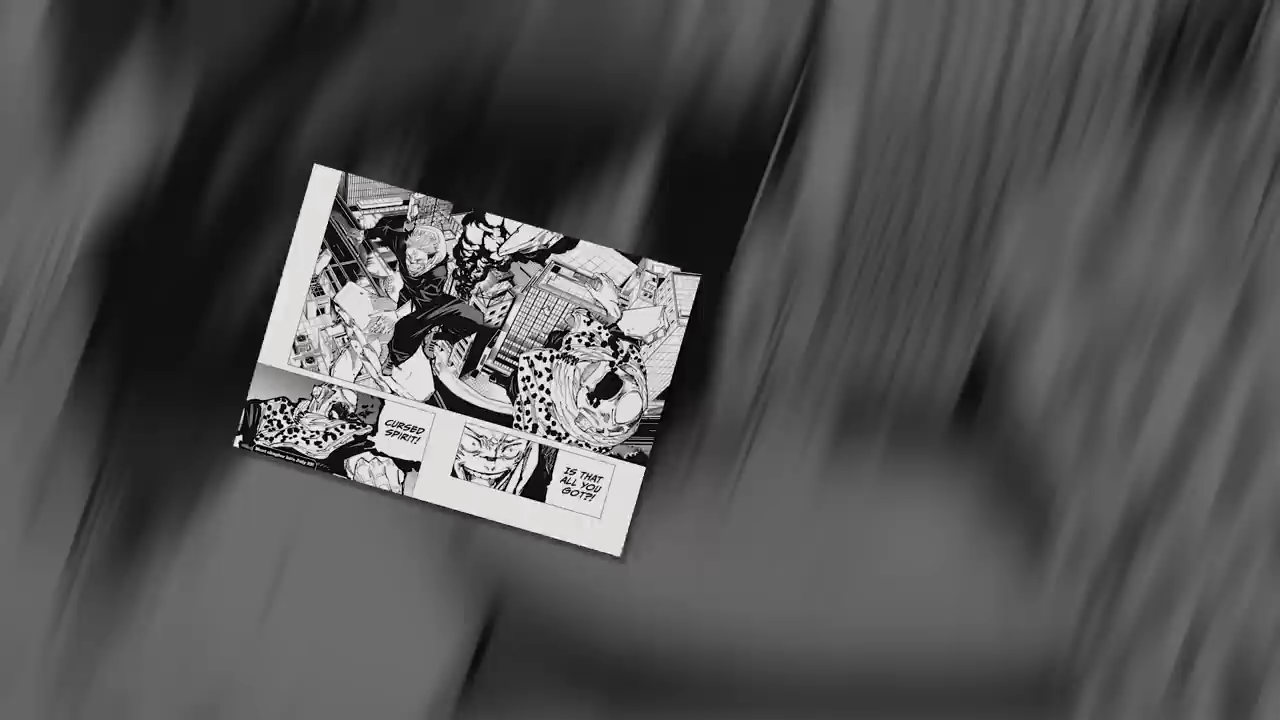 CURSED
SPIRIT!
IS THAT
ALL YOU
GOT?!